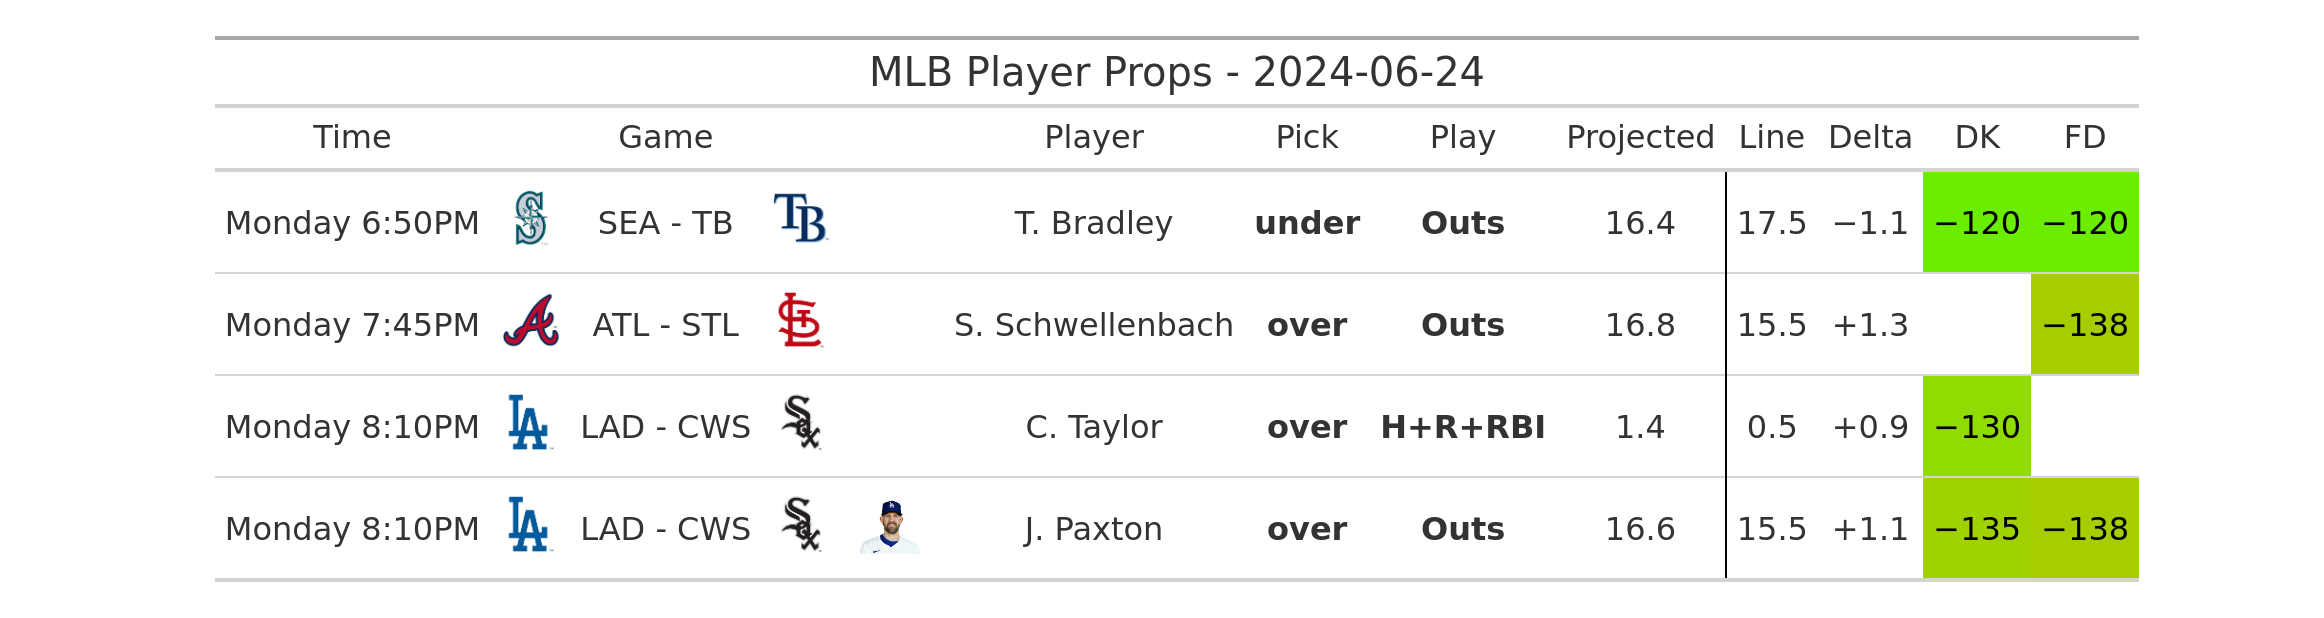 MLB Player Props - 2024-06-24
Time Game Player Pick Play Projected Line Delta DK FD
Monday 6:50PM SEA - TB T. Bradley under Outs 16.4 17.5 −1.1 −120 −120
Monday 7:45PM ATL - STL S. Schwellenbach over Outs 16.8 15.5 +1.3 −138
Monday 8:10PM LAD - CWS C. Taylor over H+R+RBI 1.4 0.5 +0.9 −130
Monday 8:10PM LAD - CWS J. Paxton over Outs 16.6 15.5 +1.1 −135 −138